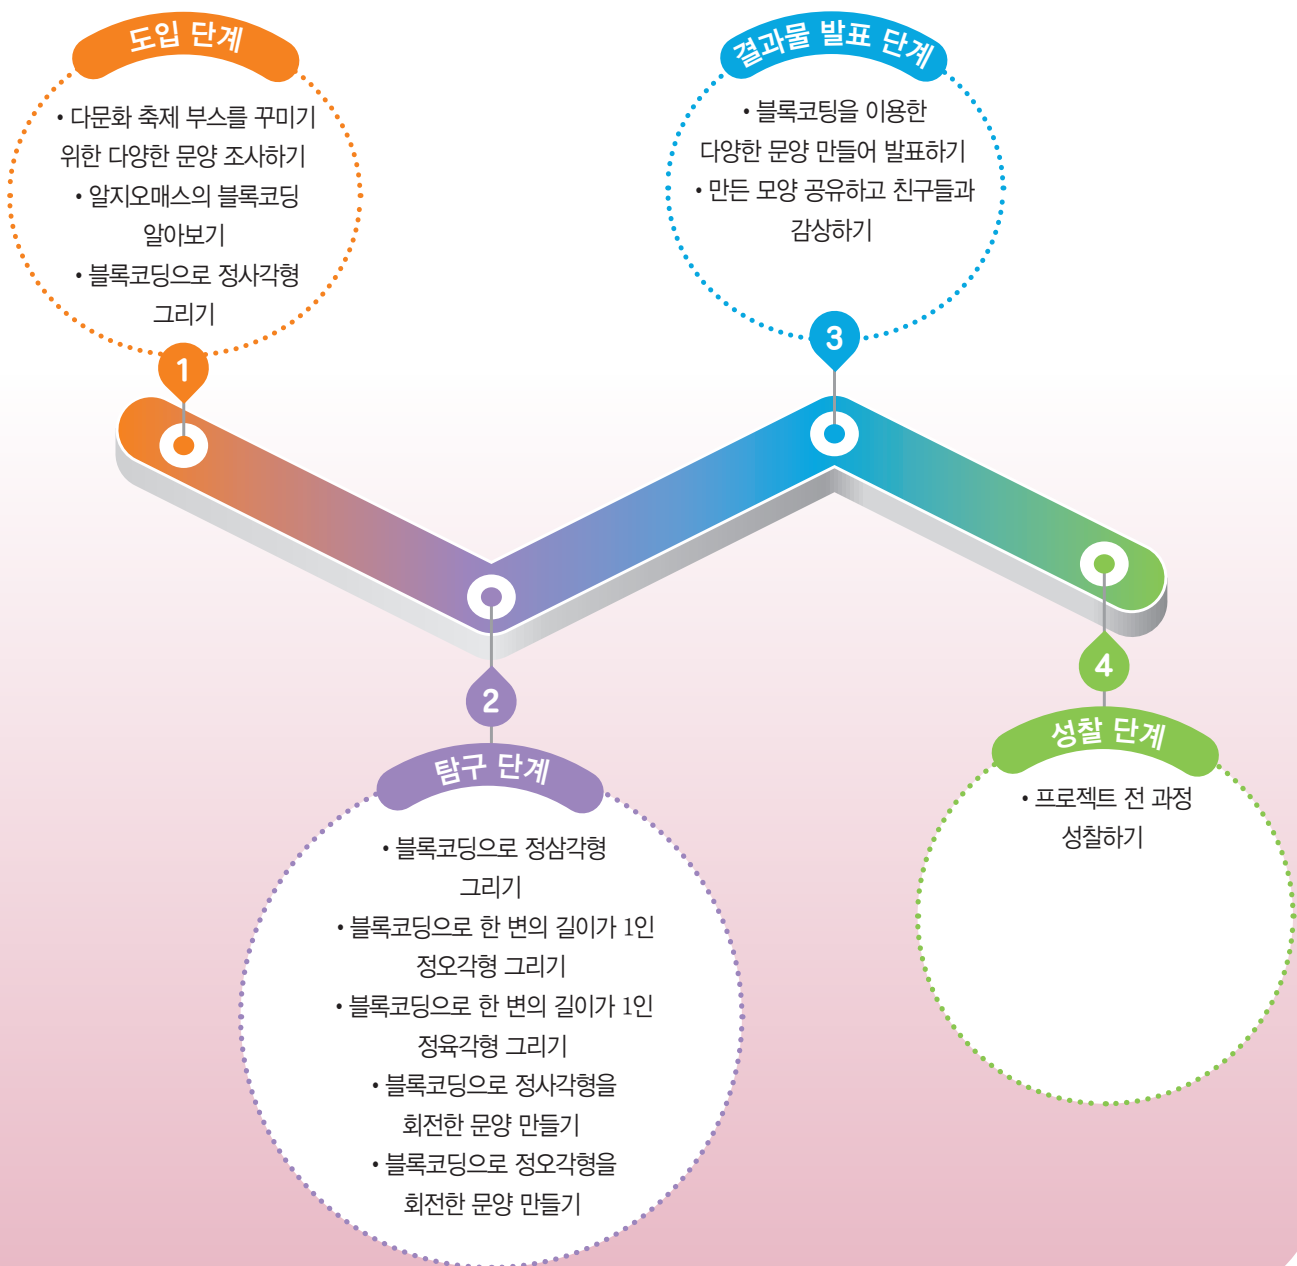 도입 단계
• 다문화 축제 부스를 꾸미기
위한 다양한 문양 조사하기
• 알지오매스의 블록코딩
알아보기
• 블록코딩으로 정사각형
그리기
1
결과물 발표 단계
• 블록코팅을 이용한
다양한 문양 만들어 발표하기
• 만든 모양 공유하고 친구들과
감상하기
3
2
탐구 단계
• 블록코딩으로 정삼각형
그리기
• 블록코딩으로 한 변의 길이가 1인
정오각형 그리기
• 블록코딩으로 한 변의 길이가 1인
정육각형 그리기
• 블록코딩으로 정사각형을
회전한 문양 만들기
• 블록코딩으로 정오각형을
회전한 문양 만들기
4
성찰 단계
• 프로젝트 전 과정
성찰하기